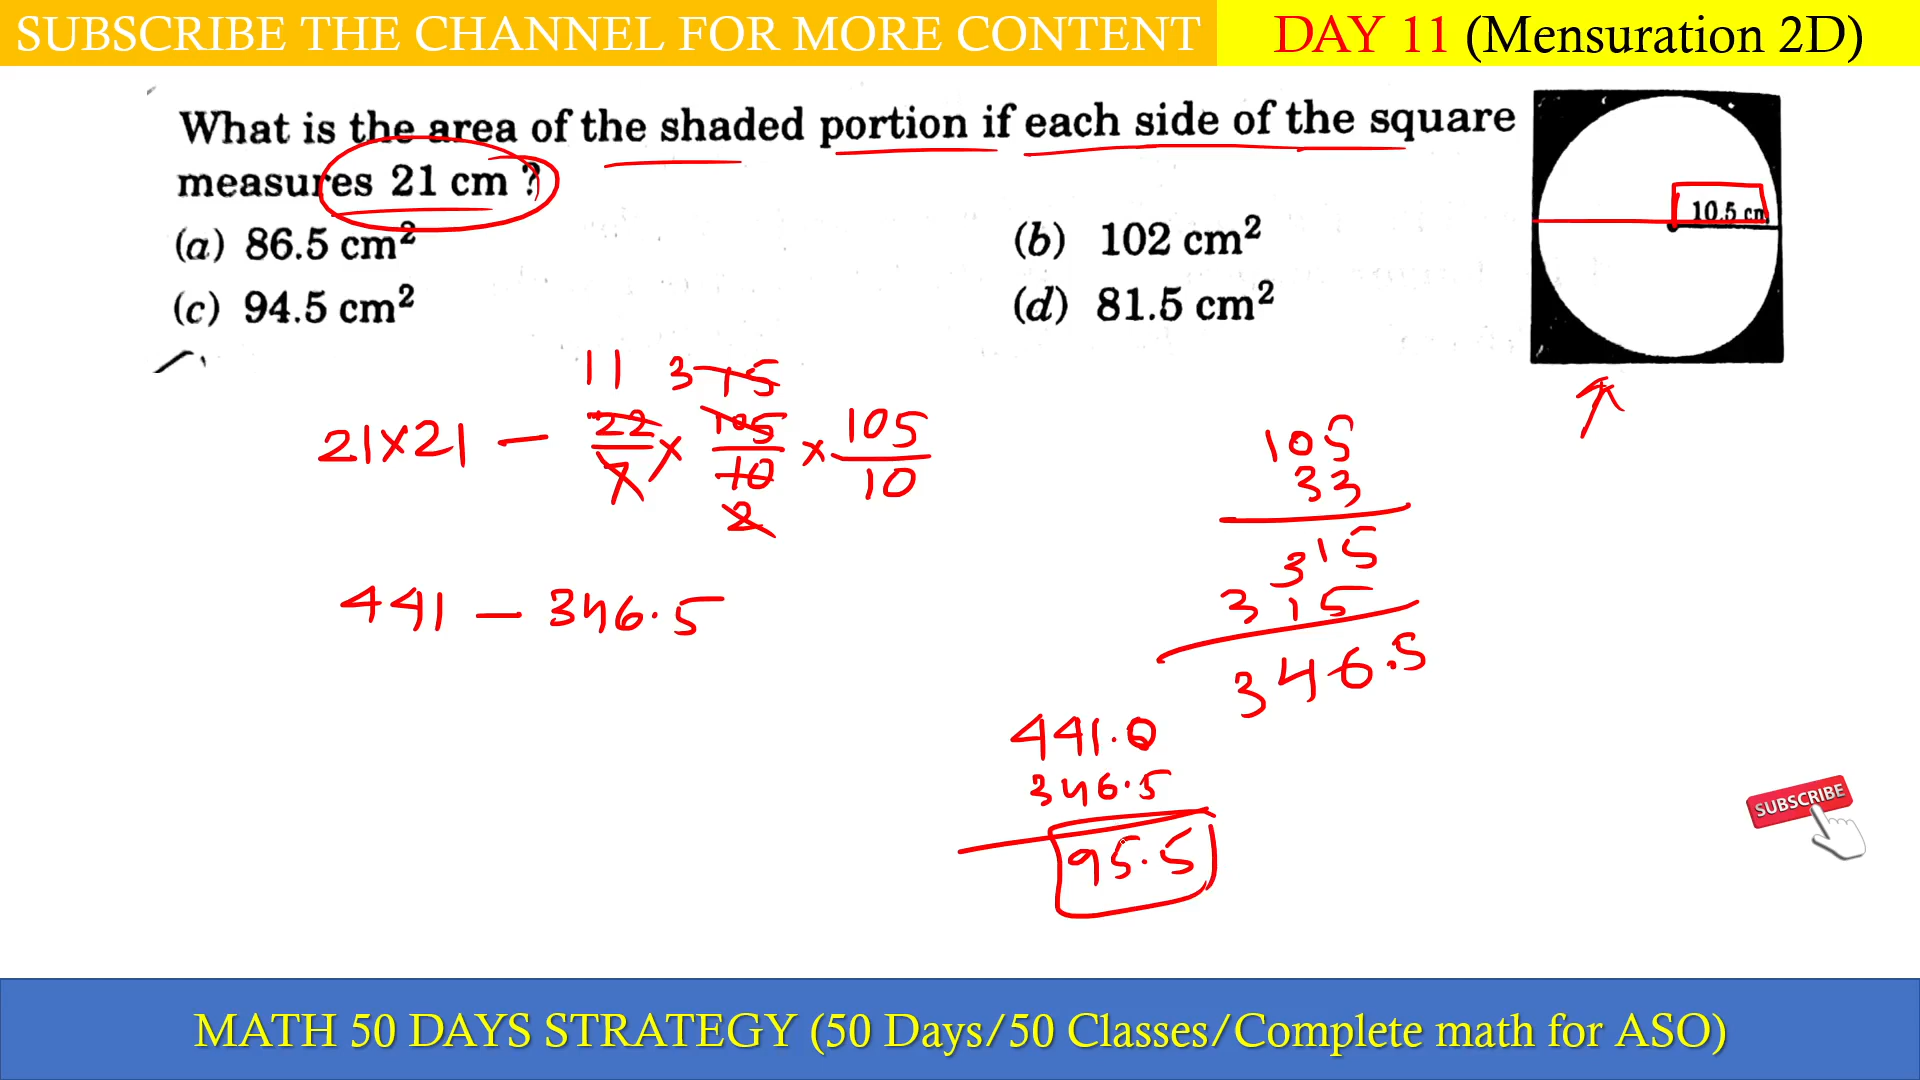 SUBSCRIBE THE CHANNEL FOR MORE CONTENT
DAY 11 (Mensuration 2D)
What is the area of the shaded portion if each side of the square
measures 21 cm ?
(a) 86.5 cm²
(b) 102 cm²
(c) 94.5 cm²
(d) 81.5 cm²
10.5 cm
11 3 15
21×21 − 22/7 × 105/10 × 105/10
2
441 − 346.5
105
33
315
315
346.5
441.0
346.5
95.5
SUBSCRIBE
MATH 50 DAYS STRATEGY (50 Days/50 Classes/Complete math for ASO)